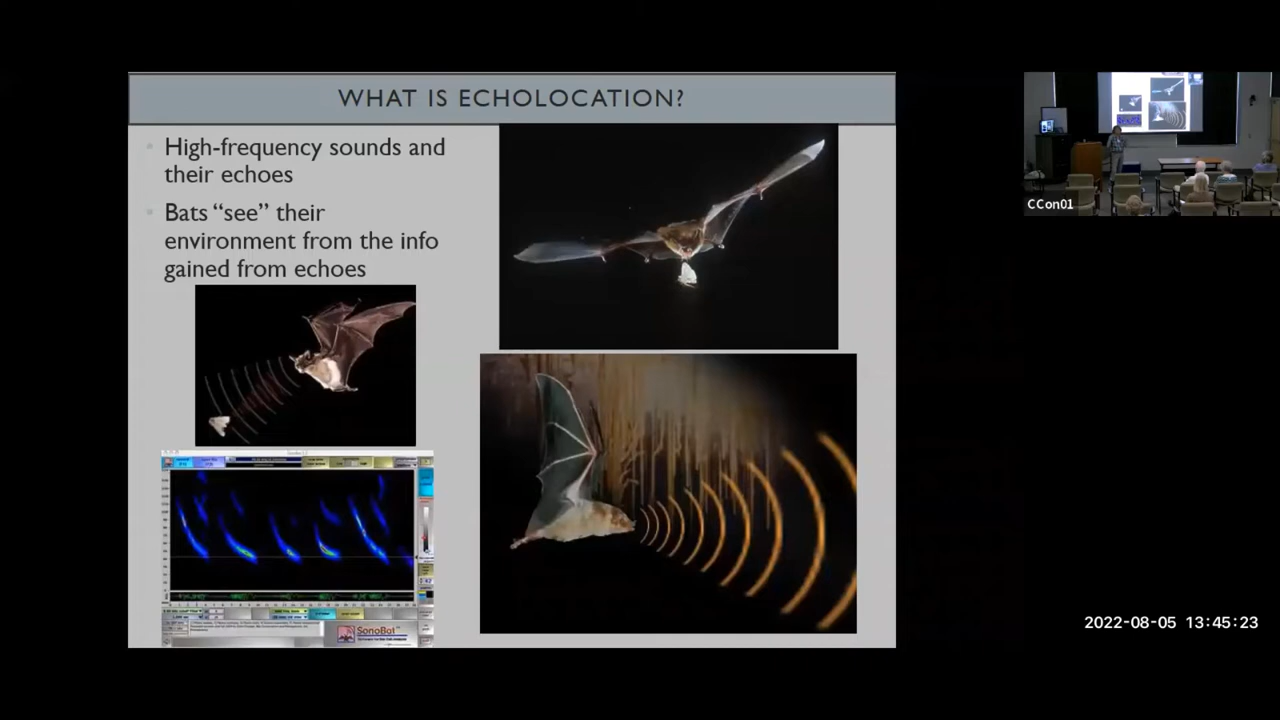 WHAT IS ECHOLOCATION?
High-frequency sounds and
their echoes
Bats “see” their
environment from the info
gained from echoes
SonoBat
CCon01
2022-08-05 13:45:23